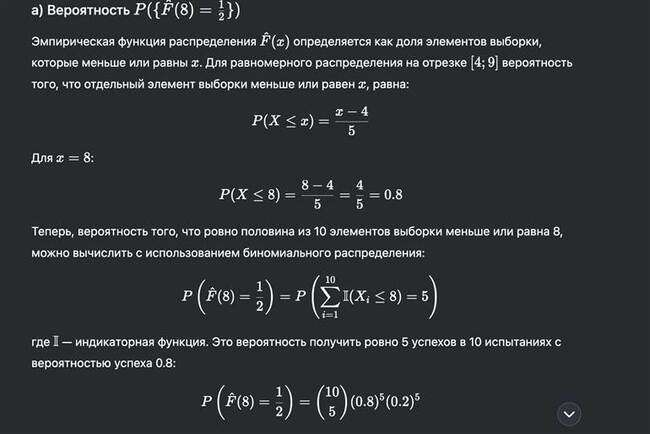 а) Вероятность P({F̂(8) = 1/2})
Эмпирическая функция распределения F̂(x) определяется как доля элементов выборки,
которые меньше или равны x. Для равномерного распределения на отрезке [4; 9] вероятность
того, что отдельный элемент выборки меньше или равен x, равна:
P(X ≤ x) = (x − 4)/5
Для x = 8:
P(X ≤ 8) = (8 − 4)/5 = 4/5 = 0.8
Теперь, вероятность того, что ровно половина из 10 элементов выборки меньше или равна 8,
можно вычислить с использованием биномиального распределения:
P(F̂(8) = 1/2) = P(∑_{i=1}^{10} 𝕀(X_i ≤ 8) = 5)
где 𝕀 — индикаторная функция. Это вероятность получить ровно 5 успехов в 10 испытаниях с
вероятностью успеха 0.8:
P(F̂(8) = 1/2) = (10 5)(0.8)^5(0.2)^5